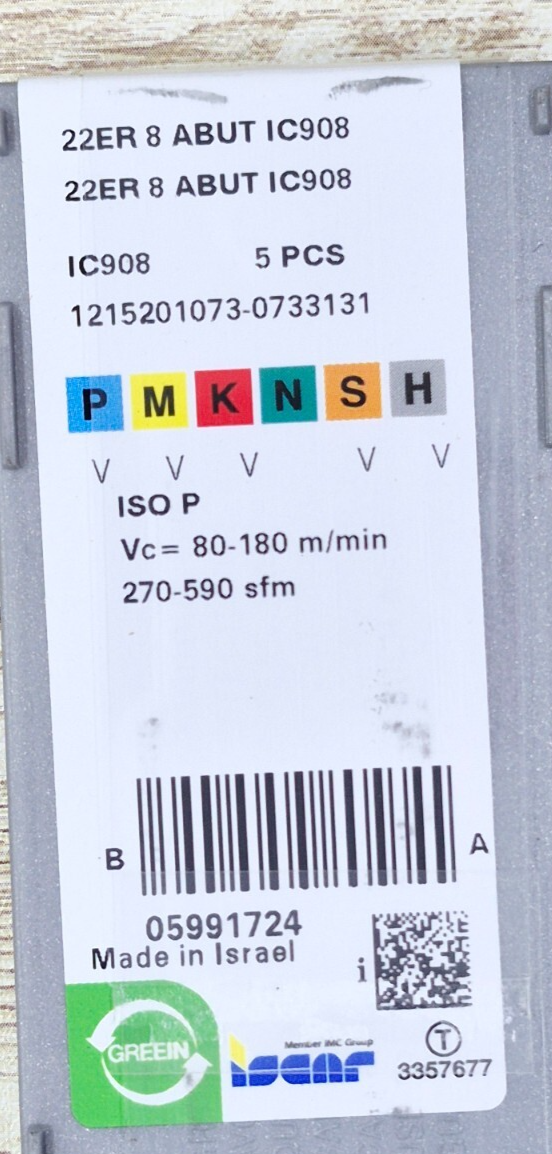 22ER 8 ABUT IC908
22ER 8 ABUT IC908
IC908 5 PCS
1215201073-0733131
P M K N S H
V V V V V
ISO P
Vc= 80-180 m/min
270-590 sfm
B A
05991724
Made in Israel
i
GREEIN
Member IMC Group
iscar
T
3357677